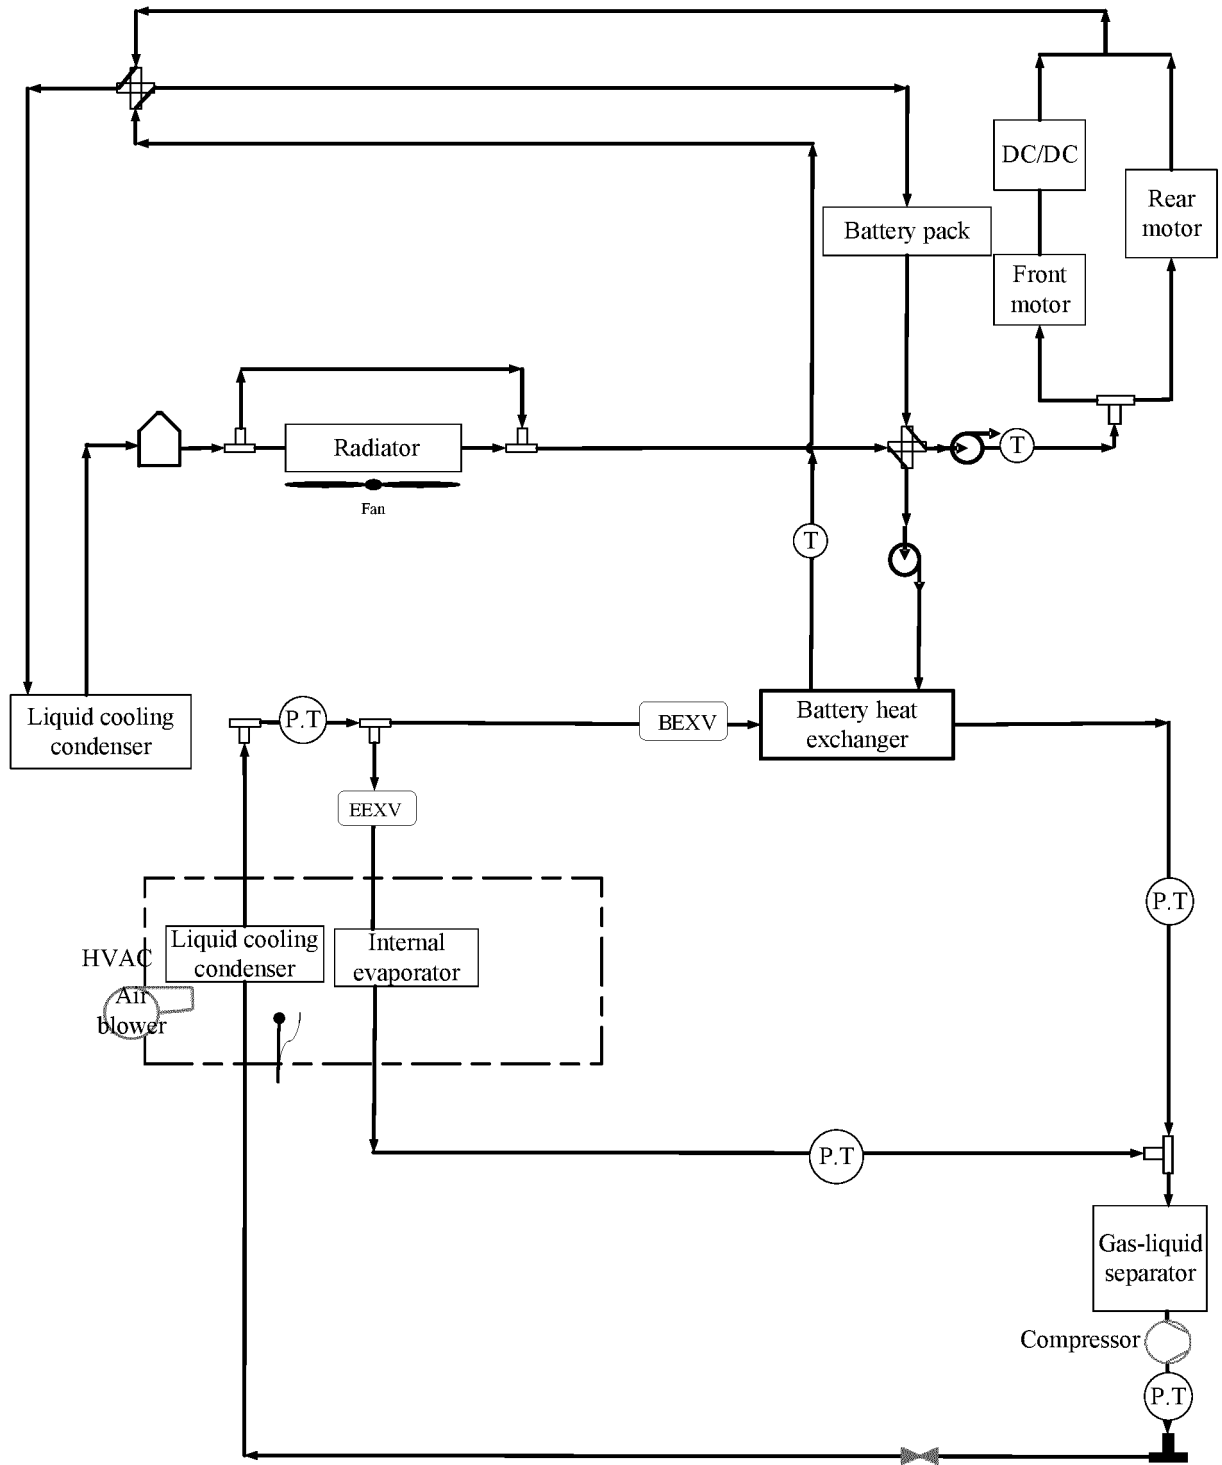 DC/DC
Rear
motor
Battery pack
Front
motor
Radiator
T
Fan
T
Liquid cooling
condenser
P.T
BEXV
Battery heat
exchanger
EEXV
P.T
Liquid cooling
condenser
Internal
evaporator
HVAC
Air
blower
P.T
Gas-liquid
separator
Compressor
P.T